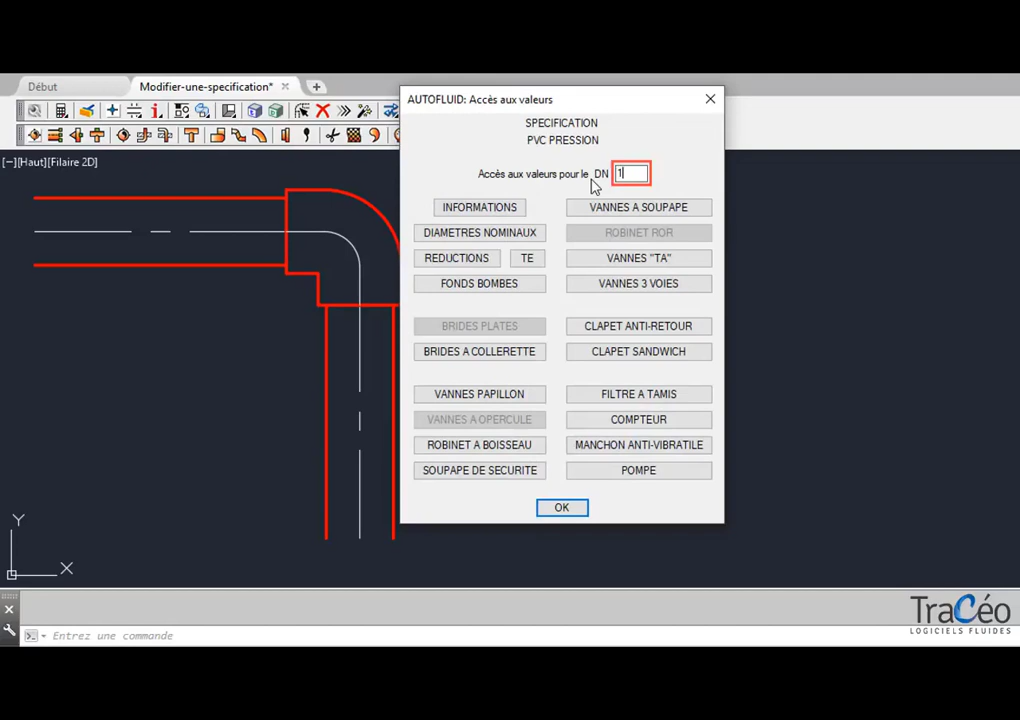 Début
Modifier-une-specification*
[−][Haut][Filaire 2D]
AUTOFLUID: Accès aux valeurs
SPECIFICATION
PVC PRESSION
Accès aux valeurs pour le DN 1
INFORMATIONS
VANNES A SOUPAPE
DIAMETRES NOMINAUX
ROBINET ROR
REDUCTIONS
TE
VANNES "TA"
FONDS BOMBES
VANNES 3 VOIES
BRIDES PLATES
CLAPET ANTI-RETOUR
BRIDES A COLLERETTE
CLAPET SANDWICH
VANNES PAPILLON
FILTRE A TAMIS
VANNES A OPERCULE
COMPTEUR
ROBINET A BOISSEAU
MANCHON ANTI-VIBRATILE
SOUPAPE DE SECURITE
POMPE
OK
Y
X
Entrez une commande
TraCéo
LOGICIELS FLUIDES